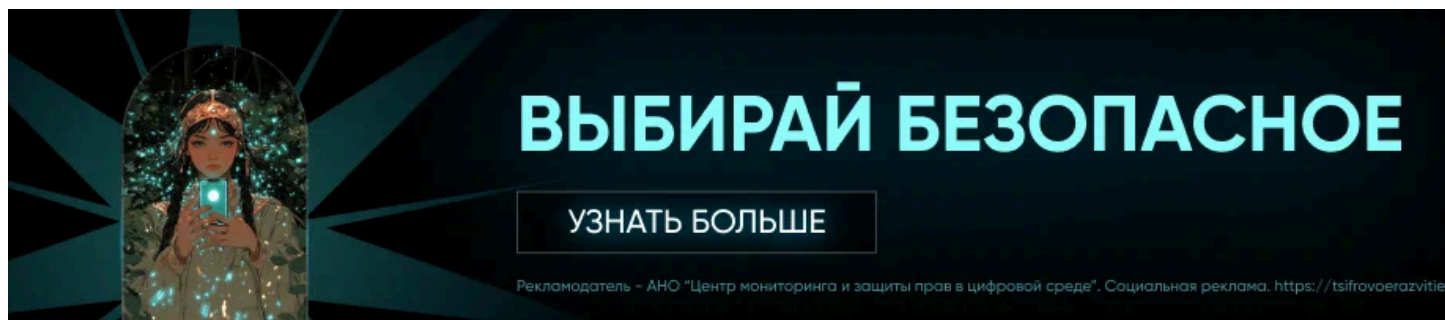 ВЫБИРАЙ БЕЗОПАСНОЕ
УЗНАТЬ БОЛЬШЕ
Рекламодатель - АНО "Центр мониторинга и защиты прав в цифровой среде". Социальная реклама. https://tsifrovoerazvitie